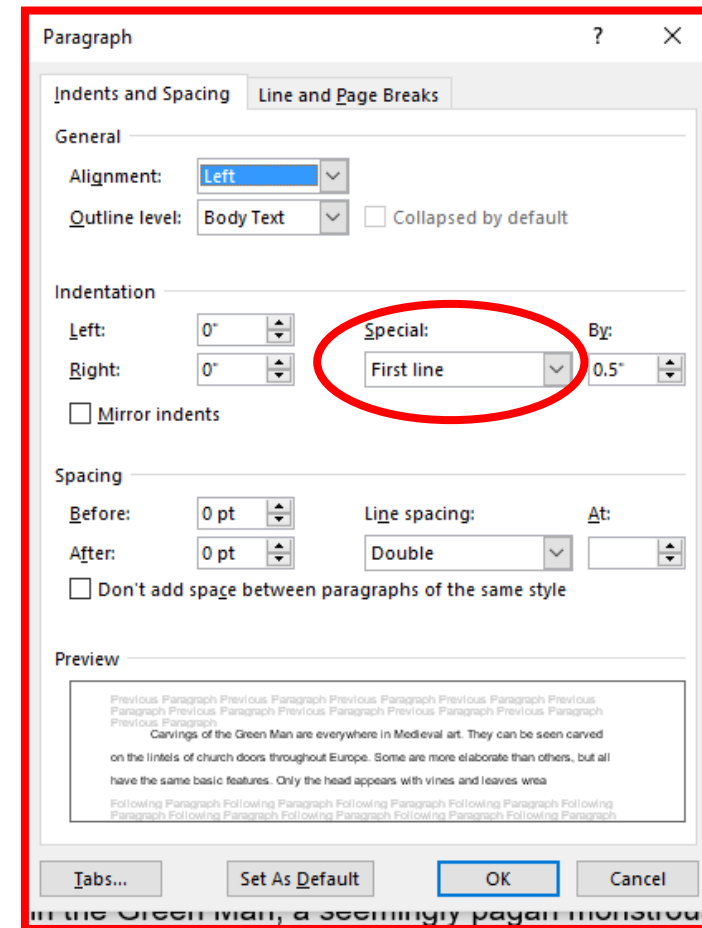 Paragraph ? ×
Indents and Spacing Line and Page Breaks
General
Alignment: Left
Outline level: Body Text Collapsed by default
Indentation
Left: 0" Special: By:
Right: 0" First line 0.5"
Mirror indents
Spacing
Before: 0 pt Line spacing: At:
After: 0 pt Double
Don't add space between paragraphs of the same style
Preview
Previous Paragraph Previous Paragraph Previous Paragraph Previous Paragraph Previous
Paragraph Previous Paragraph Previous Paragraph Previous Paragraph Previous Paragraph
Previous Paragraph
Carvings of the Green Man are everywhere in Medieval art. They can be seen carved
on the lintels of church doors throughout Europe. Some are more elaborate than others, but all
have the same basic features. Only the head appears with vines and leaves wrea
Following Paragraph Following Paragraph Following Paragraph Following Paragraph Following
Paragraph Following Paragraph Following Paragraph Following Paragraph Following Paragraph
Tabs... Set As Default OK Cancel
in the Green Man, a seemingly pagan monstrou